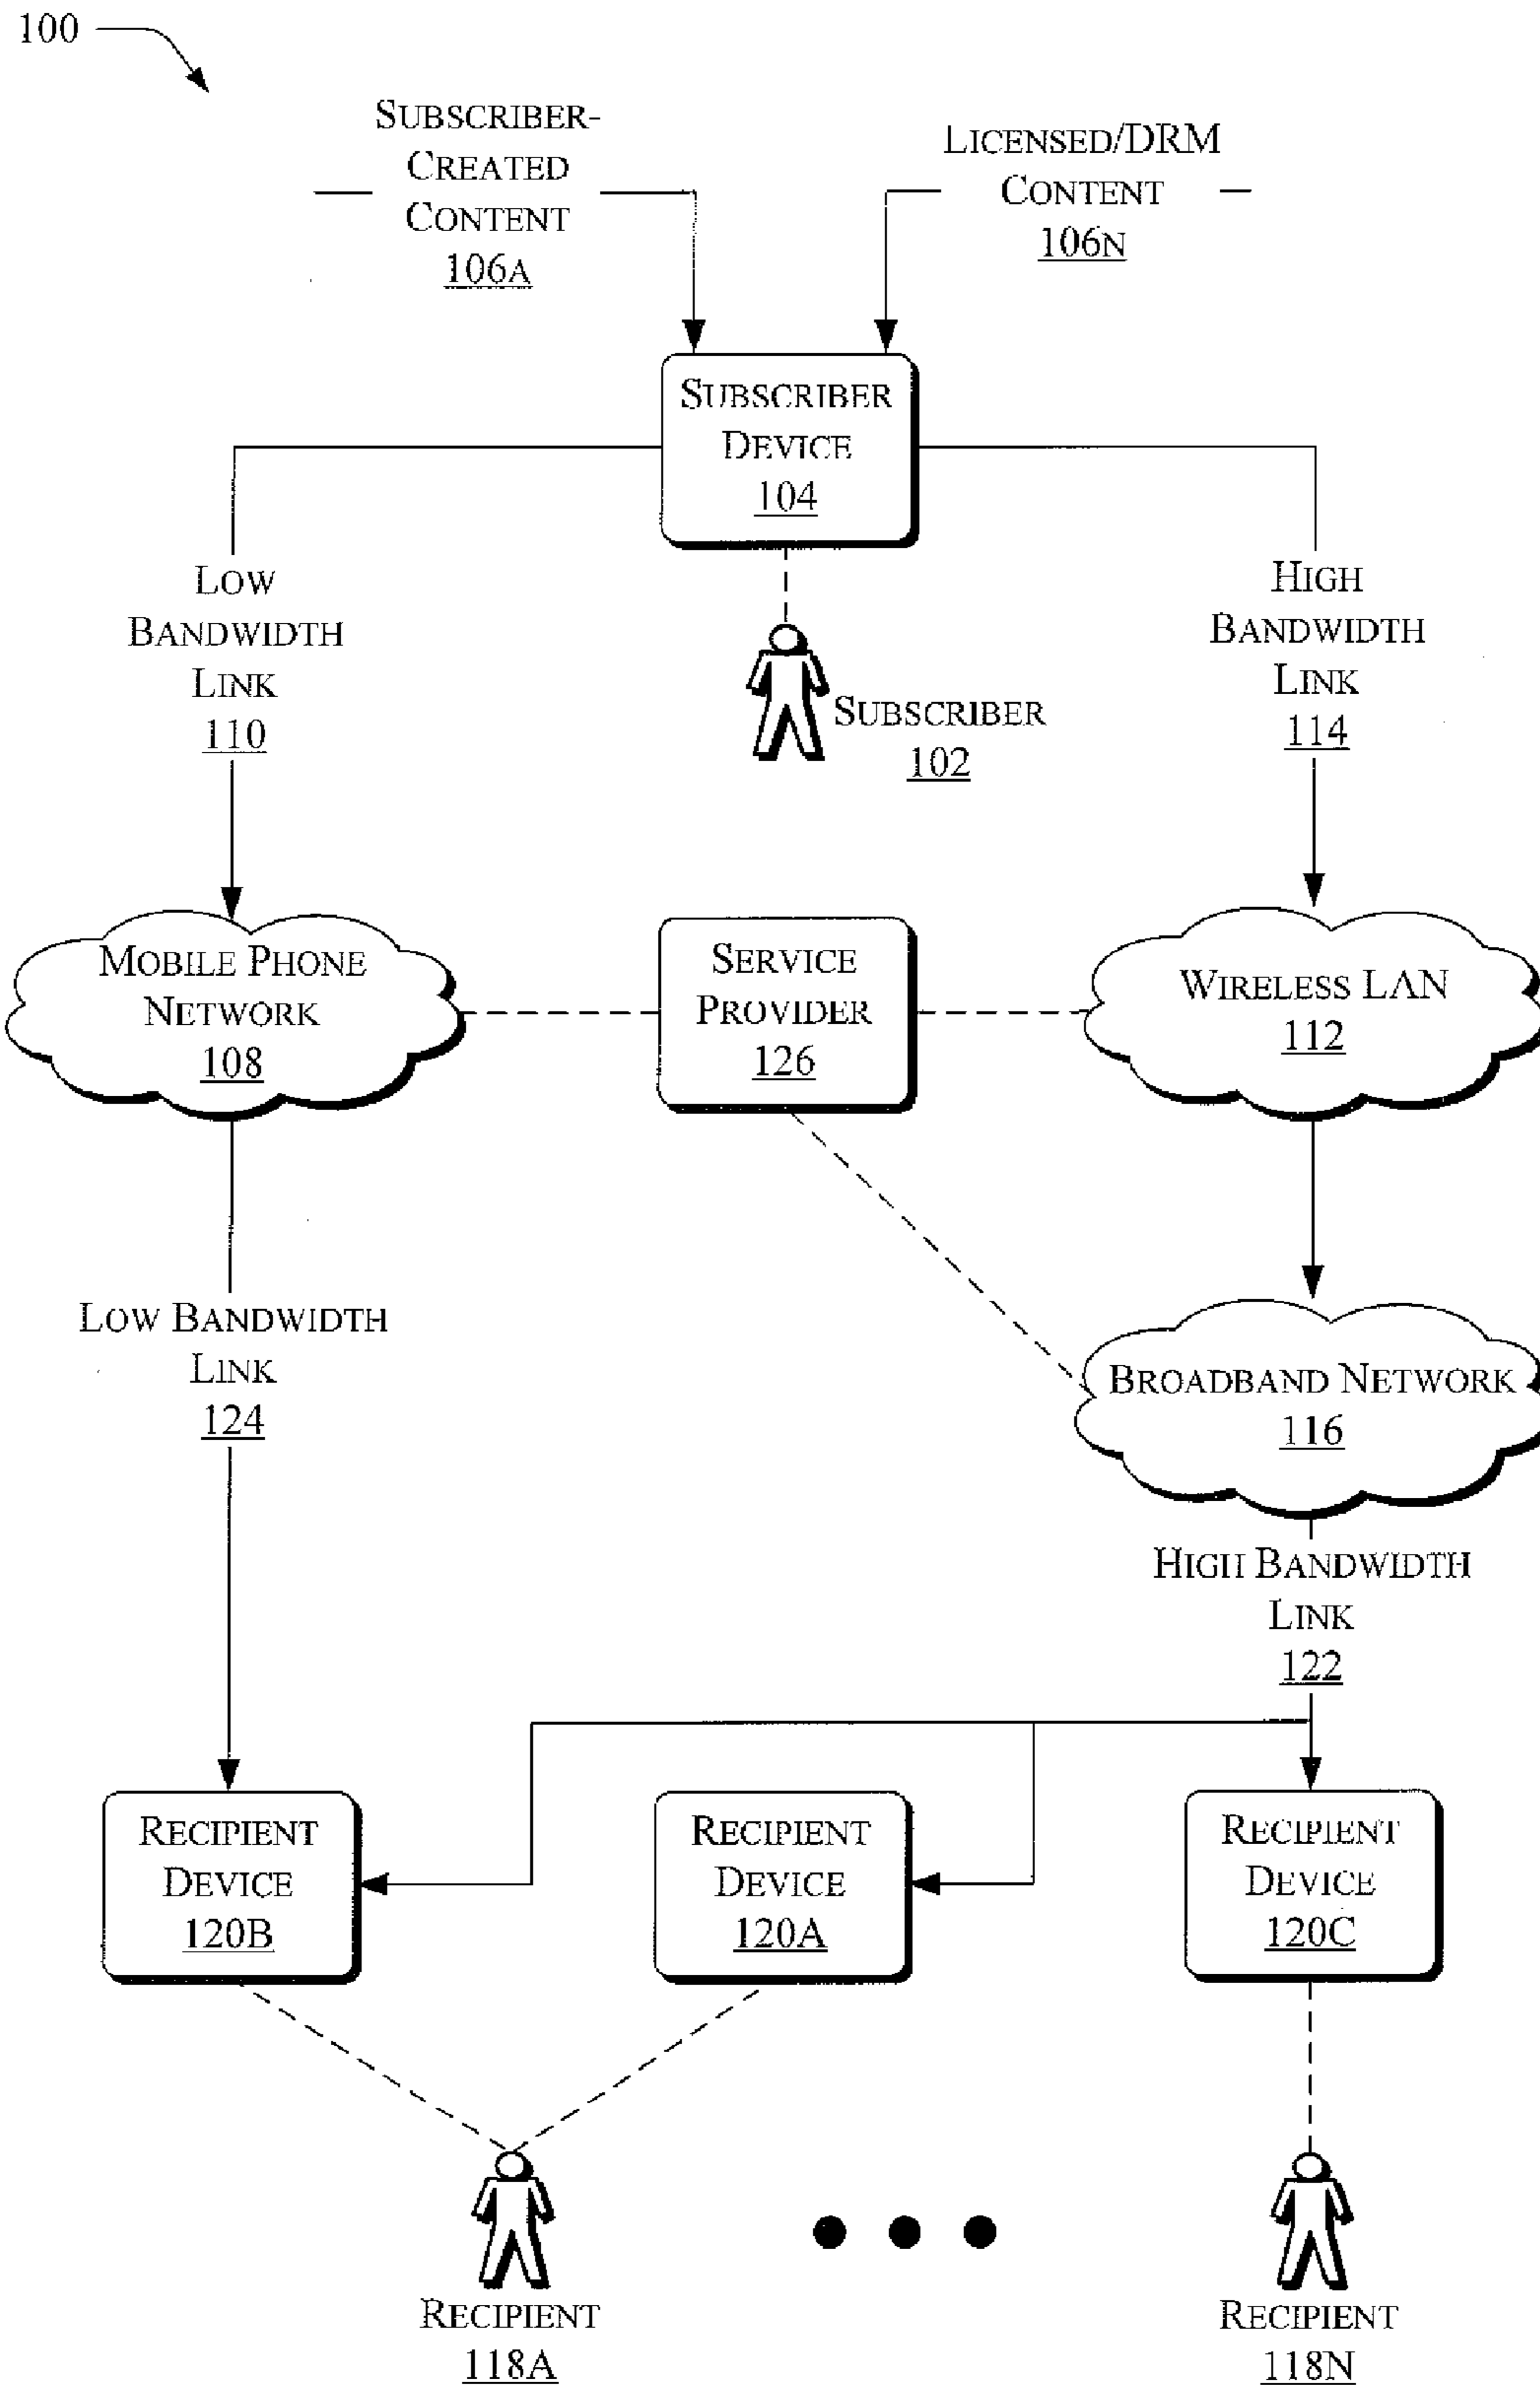 100
SUBSCRIBER-
CREATED
CONTENT
106A
LICENSED/DRM
CONTENT
106N
SUBSCRIBER
DEVICE
104
LOW
BANDWIDTH
LINK
110
HIGH
BANDWIDTH
LINK
114
SUBSCRIBER
102
MOBILE PHONE
NETWORK
108
SERVICE
PROVIDER
126
WIRELESS LAN
112
LOW BANDWIDTH
LINK
124
BROADBAND NETWORK
116
HIGH BANDWIDTH
LINK
122
RECIPIENT
DEVICE
120B
RECIPIENT
DEVICE
120A
RECIPIENT
DEVICE
120C
RECIPIENT
118A
RECIPIENT
118N